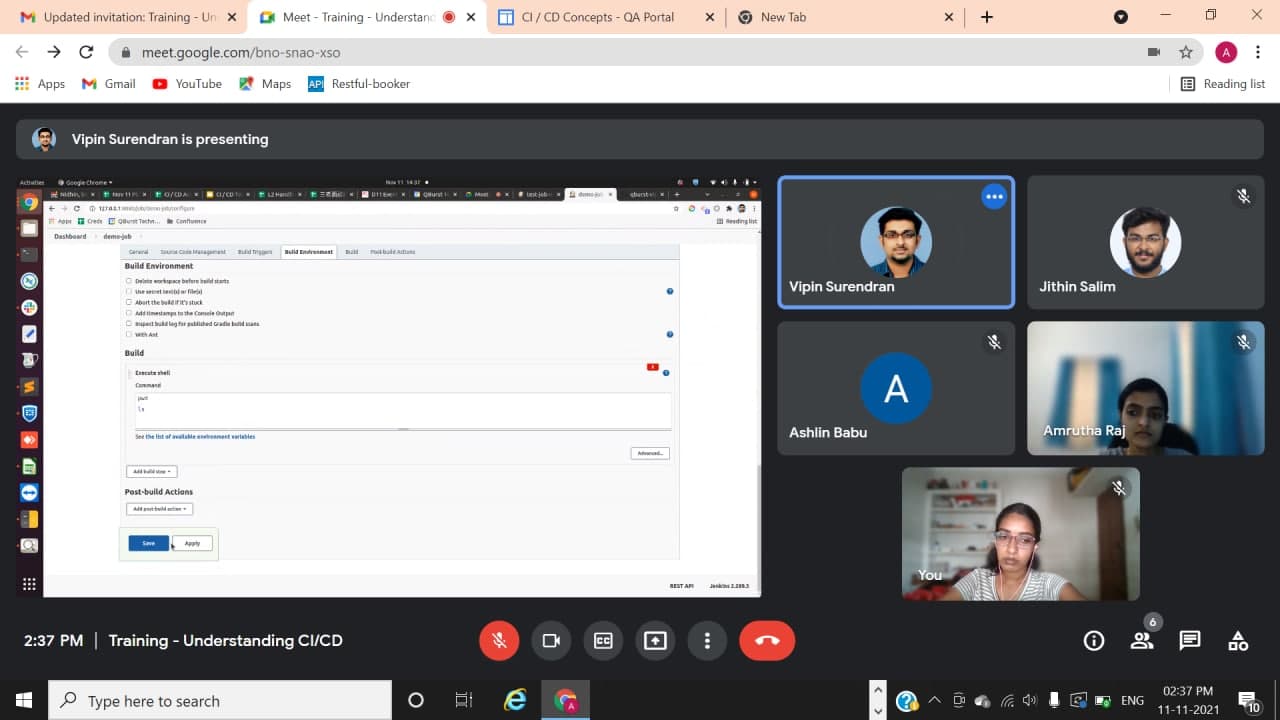 Updated invitation: Training - Un
Meet - Training - Understand
CI / CD Concepts - QA Portal
New Tab
meet.google.com/bno-snao-xso
A
Apps
Gmail
YouTube
Maps
API
Restful-booker
Reading list
Vipin Surendran is presenting
Activities
Google Chrome
Nov 11 14:37
Meet
demo-job
Apps
Creds
QBurst Techn...
Confluence
Reading list
Dashboard
demo-job
General
Source Code Management
Build Triggers
Build Environment
Build
Post-build Actions
Build Environment
Delete workspace before build starts
Use secret text(s) or file(s)
Abort the build if it's stuck
Add timestamps to the Console Output
Inspect build log for published Gradle build scans
With Ant
Build
Execute shell
X
Command
pwd
ls
See the list of available environment variables
Advanced...
Add build step
Post-build Actions
Add post-build action
Save
Apply
REST API
Jenkins 2.289.3
Vipin Surendran
Jithin Salim
A
Ashlin Babu
Amrutha Raj
You
2:37 PM | Training - Understanding CI/CD
CC
6
Type here to search
A
ENG
02:37 PM
11-11-2021
10